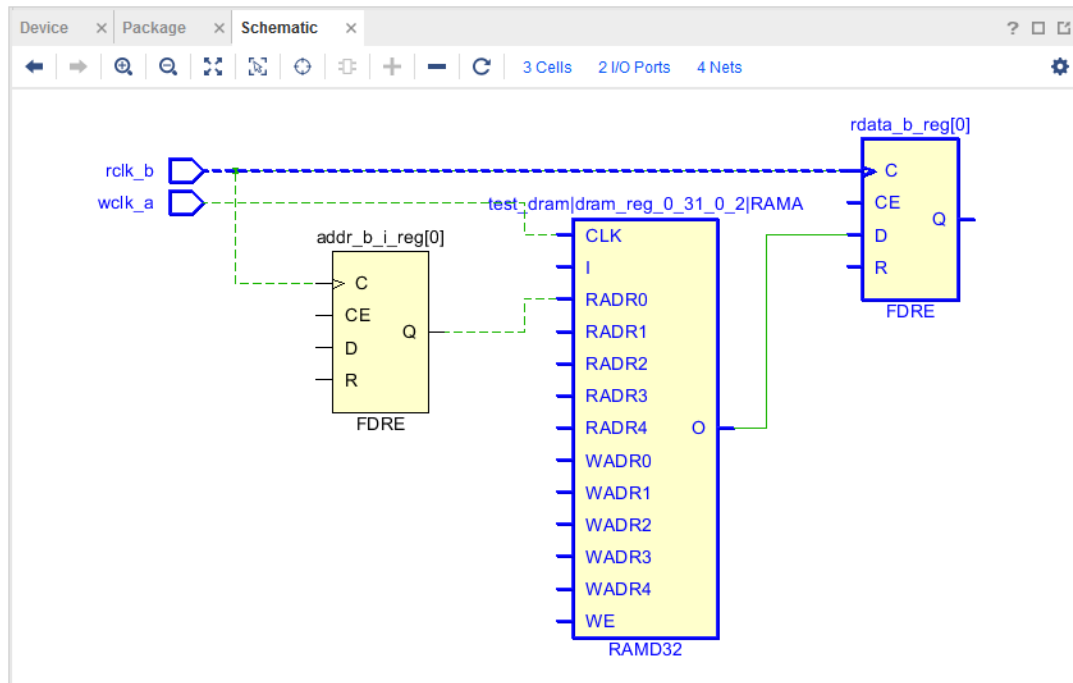 Device Package Schematic
3 Cells 2 I/O Ports 4 Nets
rdata_b_reg[0]
rclk_b
C
wclk_a
test_dram|dram_reg_0_31_0_2|RAMA
CE
Q
D
R
FDRE
addr_b_i_reg[0]
C
CE
Q
D
R
FDRE
CLK
I
RADR0
RADR1
RADR2
RADR3
RADR4
O
WADR0
WADR1
WADR2
WADR3
WADR4
WE
RAMD32